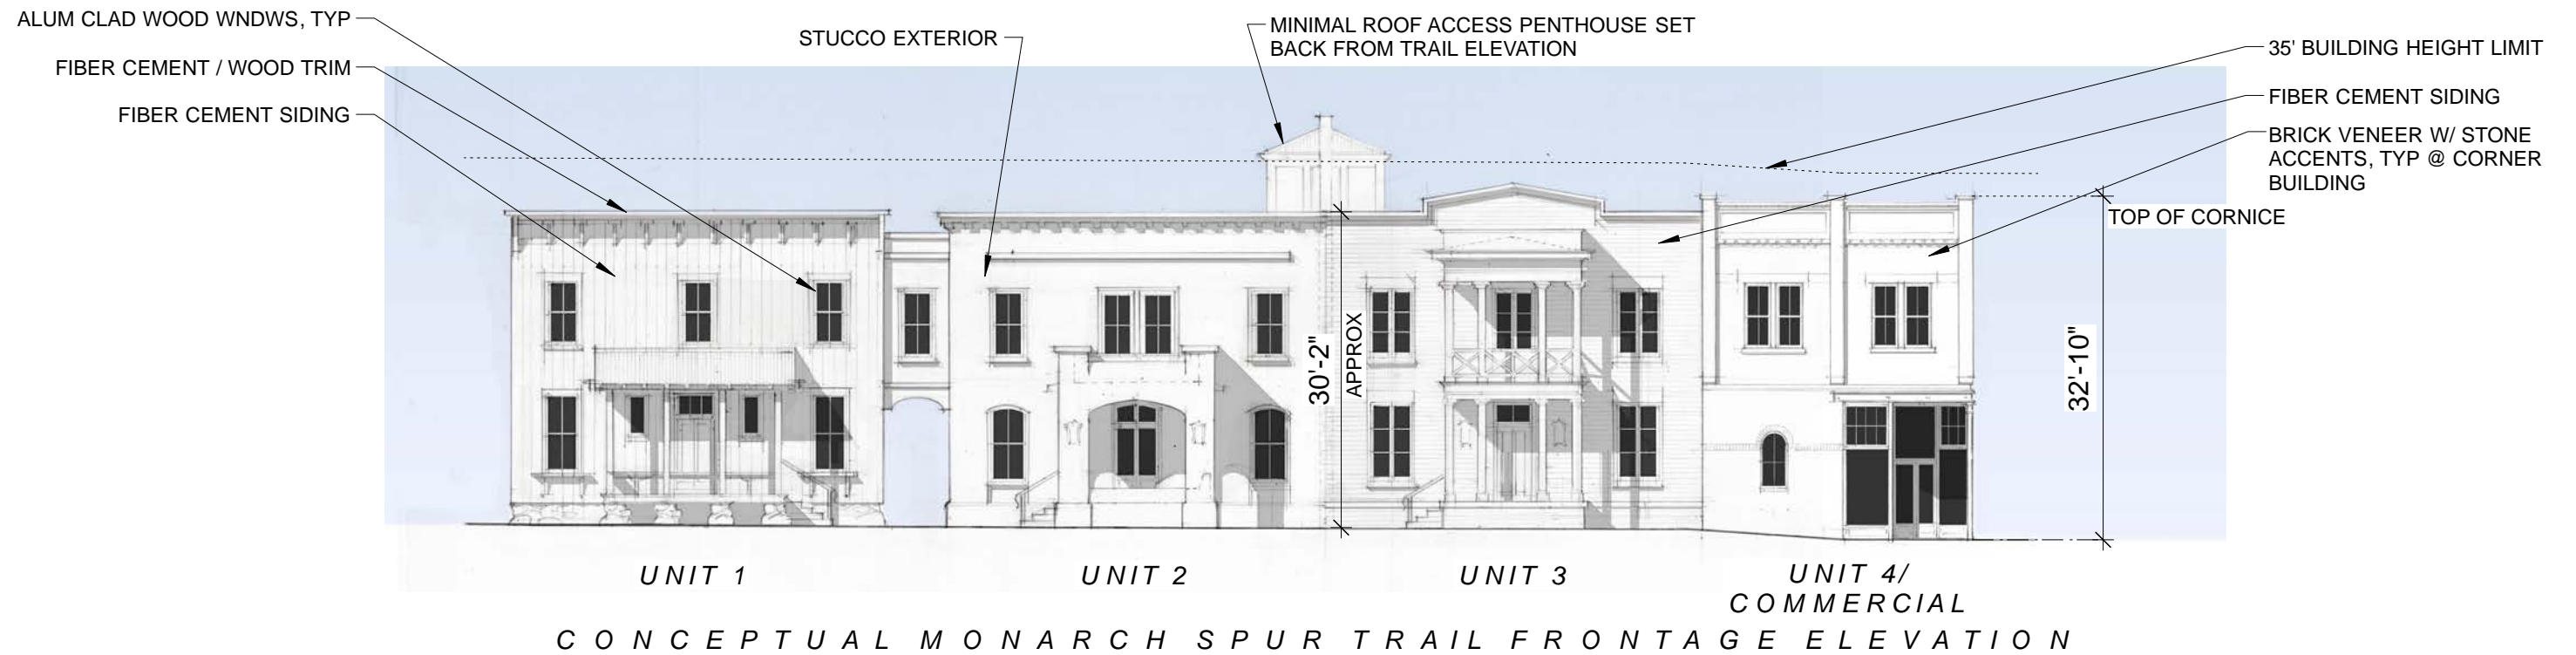 ALUM CLAD WOOD WNDWS, TYP
FIBER CEMENT / WOOD TRIM
FIBER CEMENT SIDING
STUCCO EXTERIOR
MINIMAL ROOF ACCESS PENTHOUSE SET
BACK FROM TRAIL ELEVATION
35' BUILDING HEIGHT LIMIT
FIBER CEMENT SIDING
BRICK VENEER W/ STONE
ACCENTS, TYP @ CORNER
BUILDING
TOP OF CORNICE
30'-2"
APPROX
32'-10"
UNIT 1
UNIT 2
UNIT 3
UNIT 4/
COMMERCIAL
CONCEPTUAL MONARCH SPUR TRAIL FRONTAGE ELEVATION